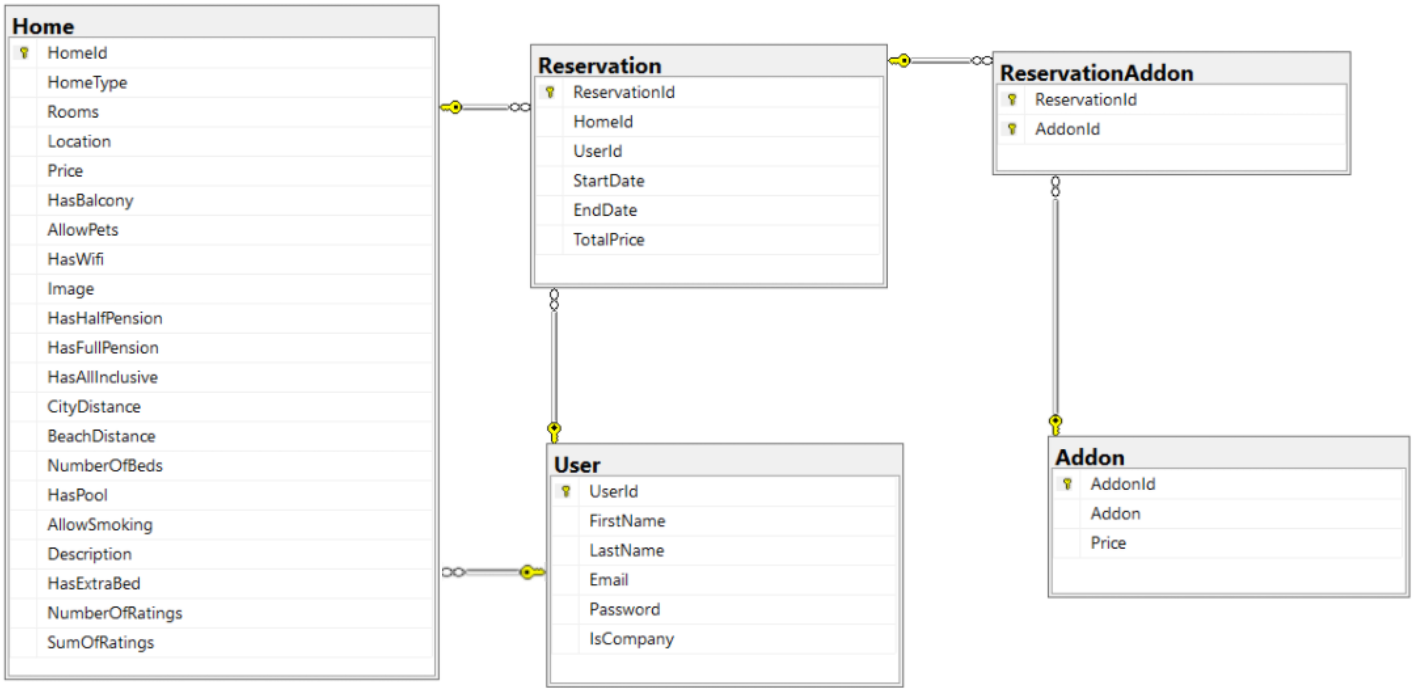 Home
HomeId
HomeType
Rooms
Location
Price
HasBalcony
AllowPets
HasWifi
Image
HasHalfPension
HasFullPension
HasAllInclusive
CityDistance
BeachDistance
NumberOfBeds
HasPool
AllowSmoking
Description
HasExtraBed
NumberOfRatings
SumOfRatings
Reservation
ReservationId
HomeId
UserId
StartDate
EndDate
TotalPrice
ReservationAddon
ReservationId
AddonId
User
UserId
FirstName
LastName
Email
Password
IsCompany
Addon
AddonId
Addon
Price